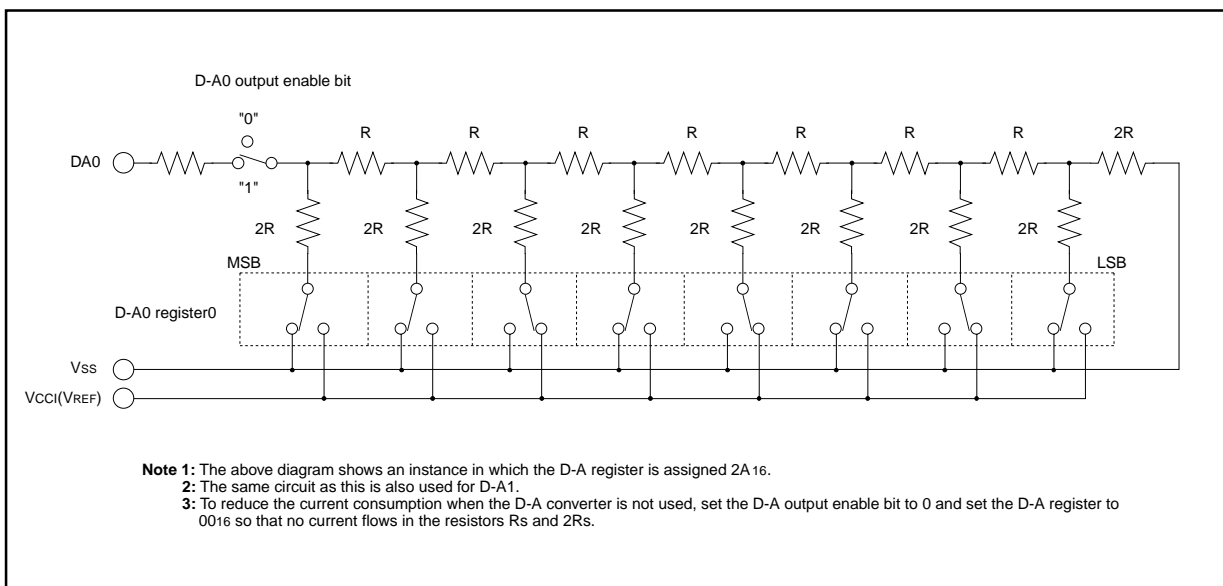 D-A0 output enable bit
"0"
R R R R R R R 2R
DA0
"1"
2R 2R 2R 2R 2R 2R 2R 2R
MSB LSB
D-A0 register0
VSS
VCCI(VREF)
Note 1: The above diagram shows an instance in which the D-A register is assigned 2A16.
2: The same circuit as this is also used for D-A1.
3: To reduce the current consumption when the D-A converter is not used, set the D-A output enable bit to 0 and set the D-A register to
0016 so that no current flows in the resistors Rs and 2Rs.